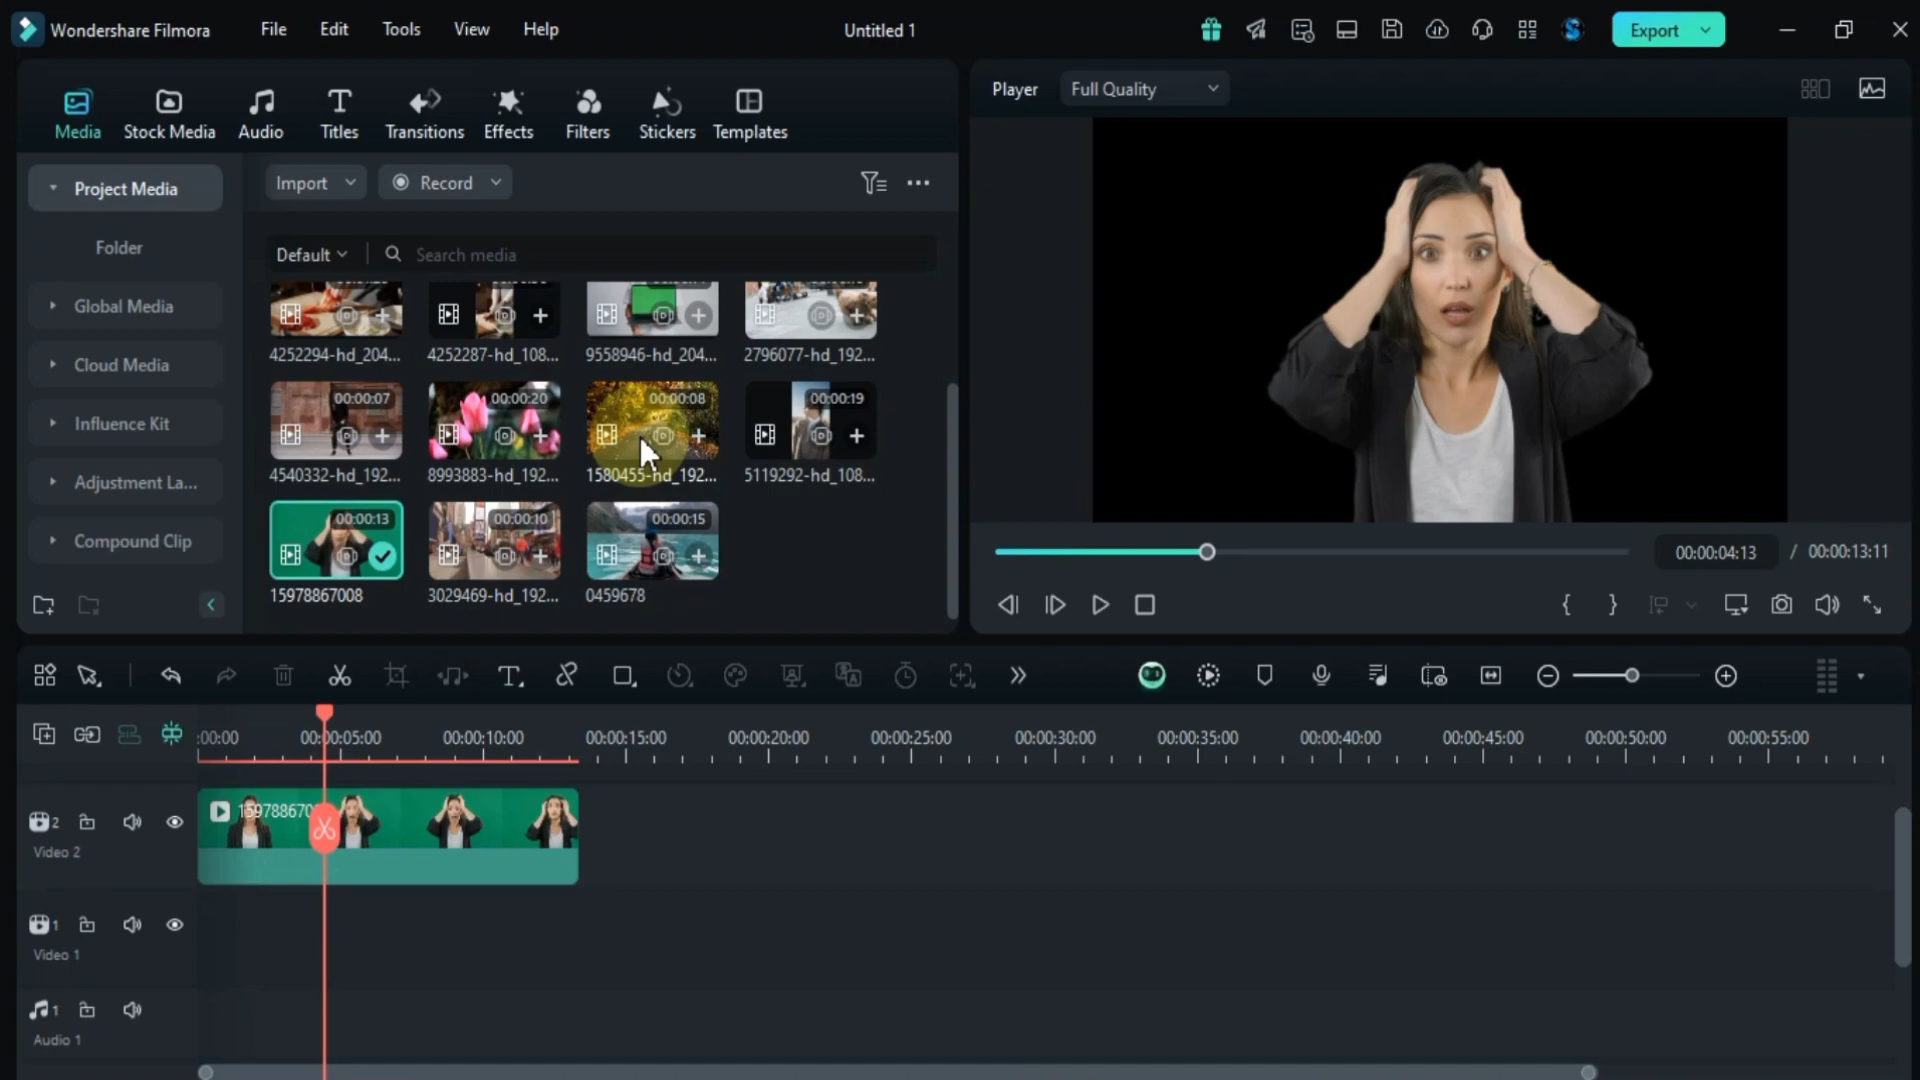 Wondershare Filmora File Edit Tools View Help Untitled 1 Export
Media Stock Media Audio Titles Transitions Effects Filters Stickers Templates
Player Full Quality
Project Media
Folder
Global Media
Cloud Media
Influence Kit
Adjustment La...
Compound Clip
Import Record
Default Search media
4252294-hd_204... 4252287-hd_108... 9558946-hd_204... 2796077-hd_192...
00:00:07 00:00:20 00:00:08 00:00:19
4540332-hd_192... 8993883-hd_192... 1580455-hd_192... 5119292-hd_108...
00:00:13 00:00:10 00:00:15
15978867008 3029469-hd_192... 0459678
00:00:04:13 / 00:00:13:11
:00:00 00:00:05:00 00:00:10:00 00:00:15:00 00:00:20:00 00:00:25:00 00:00:30:00 00:00:35:00 00:00:40:00 00:00:45:00 00:00:50:00 00:00:55:00
2
Video 2
159788670
1
Video 1
1
Audio 1